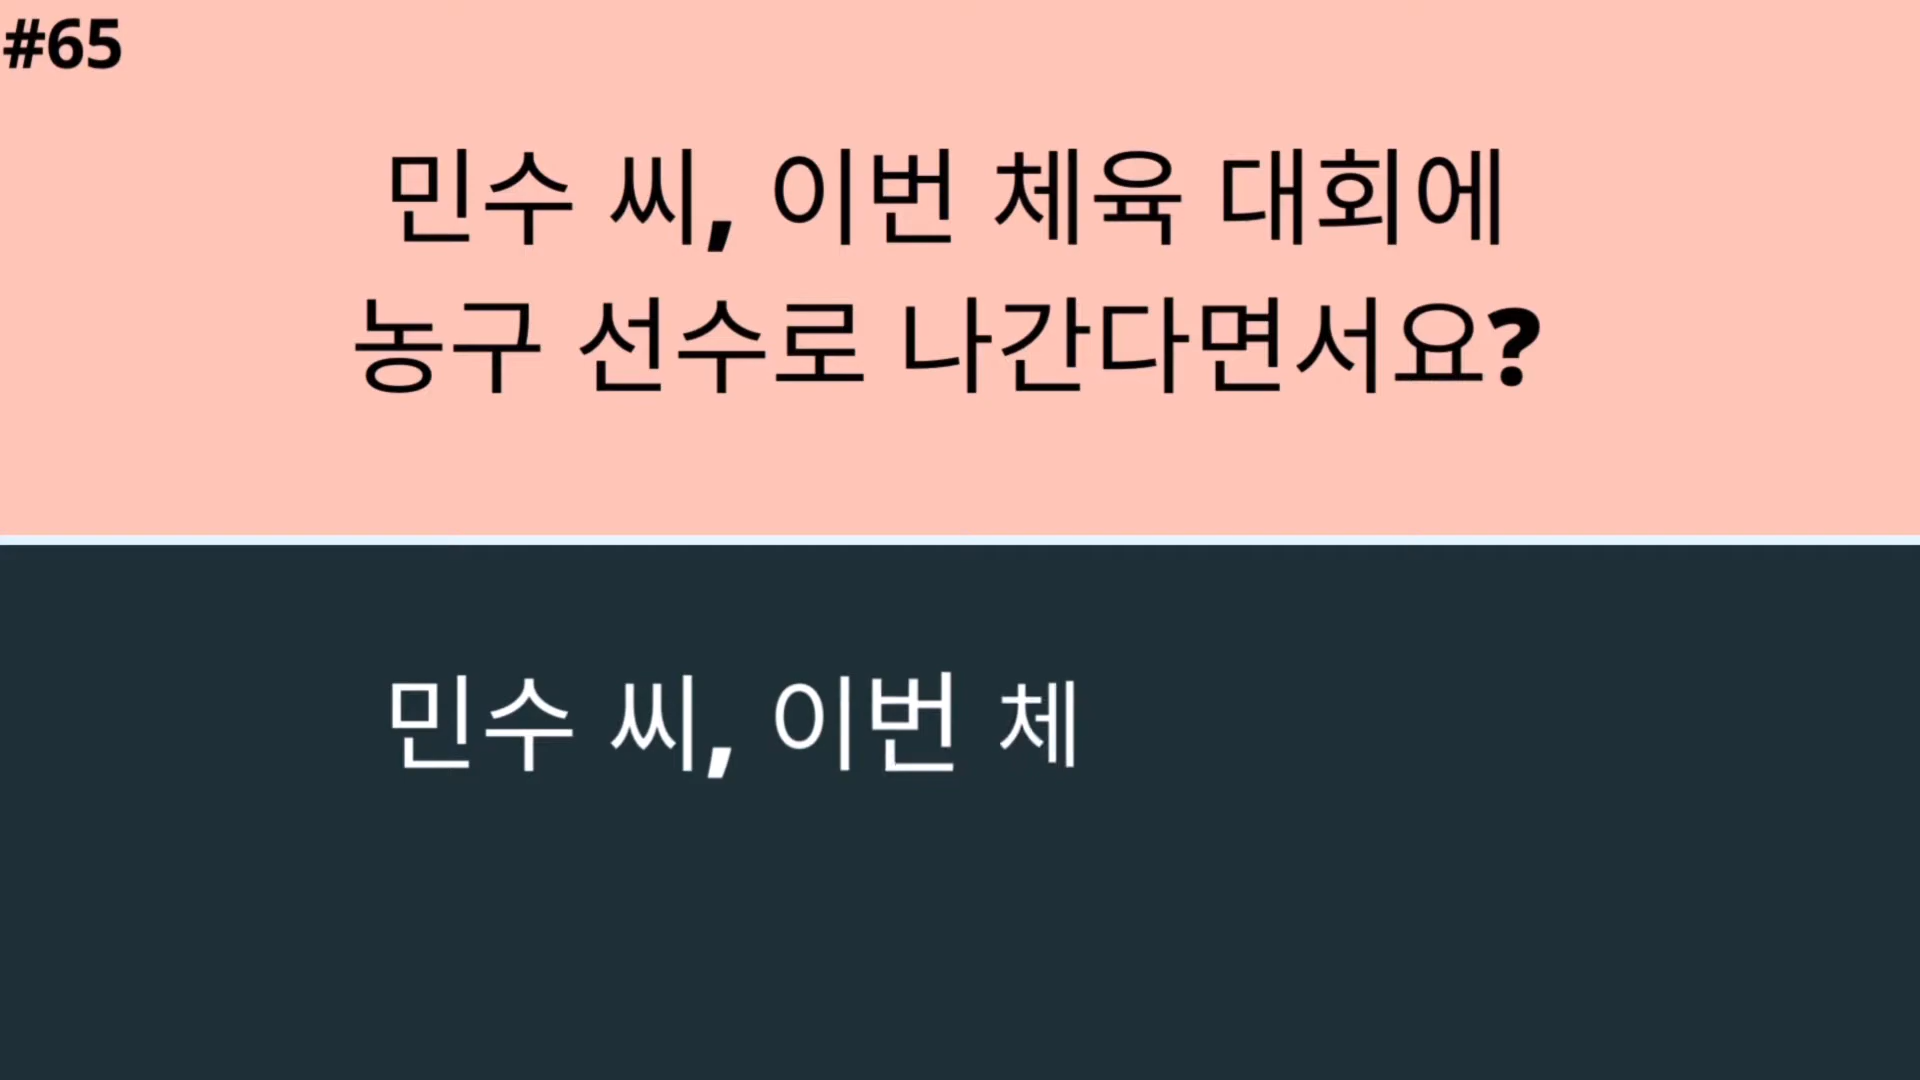 #65
민수 씨, 이번 체육 대회에
농구 선수로 나간다면서요?
민수 씨, 이번 체